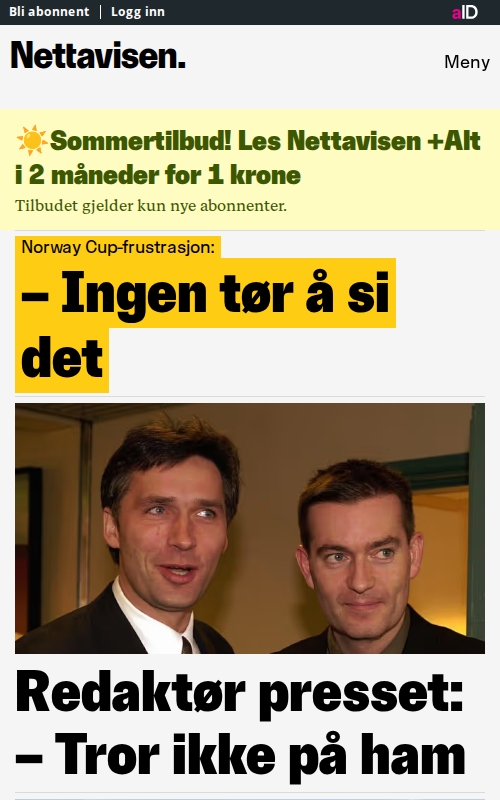 Bli abonnent | Logg inn
aID
Nettavisen.
Meny
☀️Sommertilbud! Les Nettavisen +Alt
i 2 måneder for 1 krone
Tilbudet gjelder kun nye abonnenter.
Norway Cup-frustrasjon:
– Ingen tør å si
det
Redaktør presset:
– Tror ikke på ham